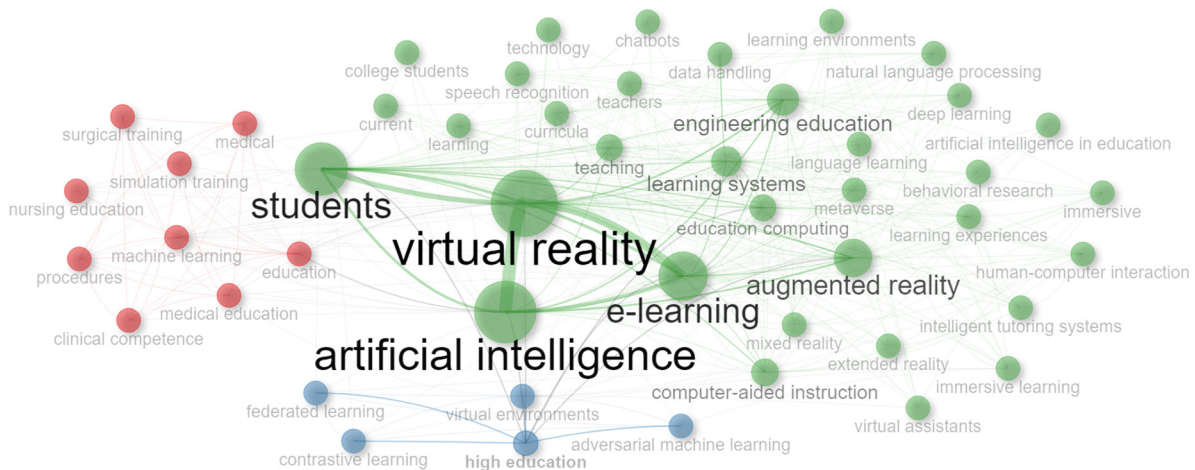 chatbots
learning environments
technology
college students
data handling
natural language processing
speech recognition
teachers
deep learning
current
curricula
engineering education
surgical training
medical
learning
artificial intelligence in education
language learning
teaching
simulation training
learning systems
behavioral research
nursing education
students
metaverse
immersive
education computing
learning experiences
virtual reality
machine learning
education
procedures
human-computer interaction
augmented reality
e-learning
medical education
intelligent tutoring systems
clinical competence
artificial intelligence
mixed reality
extended reality
immersive learning
computer-aided instruction
federated learning
virtual environments
virtual assistants
adversarial machine learning
contrastive learning
high education